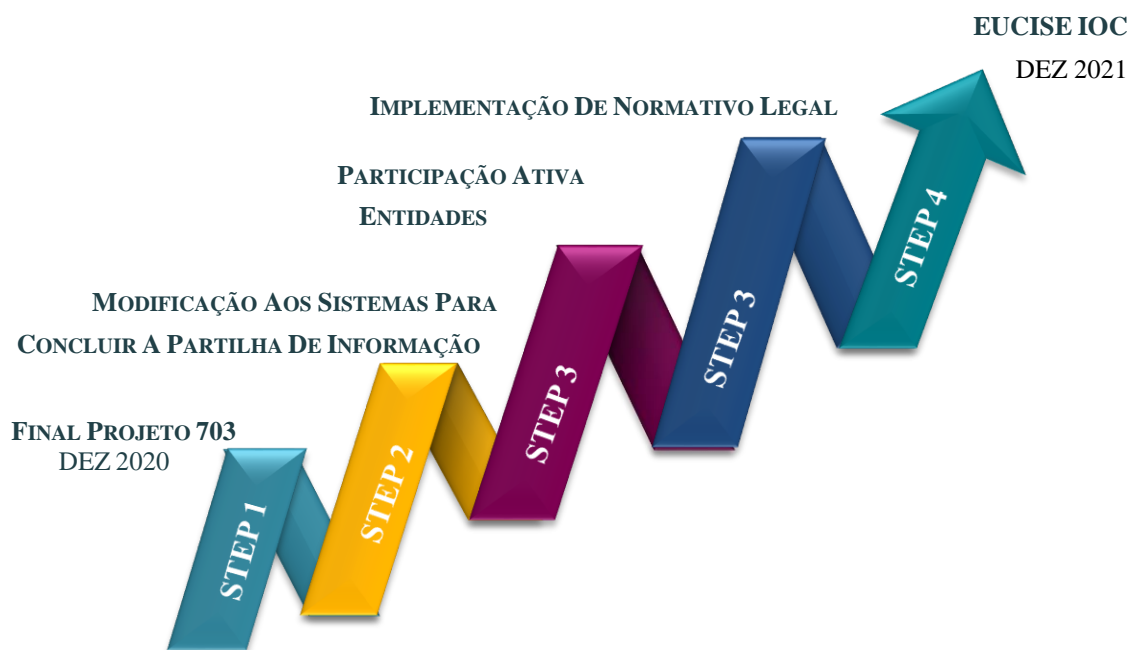 EUCISE IOC
DEZ 2021
IMPLEMENTAÇÃO DE NORMATIVO LEGAL
PARTICIPAÇÃO ATIVA
ENTIDADES
MODIFICAÇÃO AOS SISTEMAS PARA
CONCLUIR A PARTILHA DE INFORMAÇÃO
FINAL PROJETO 703
DEZ 2020
STEP 1
STEP 2
STEP 3
STEP 3
STEP 4